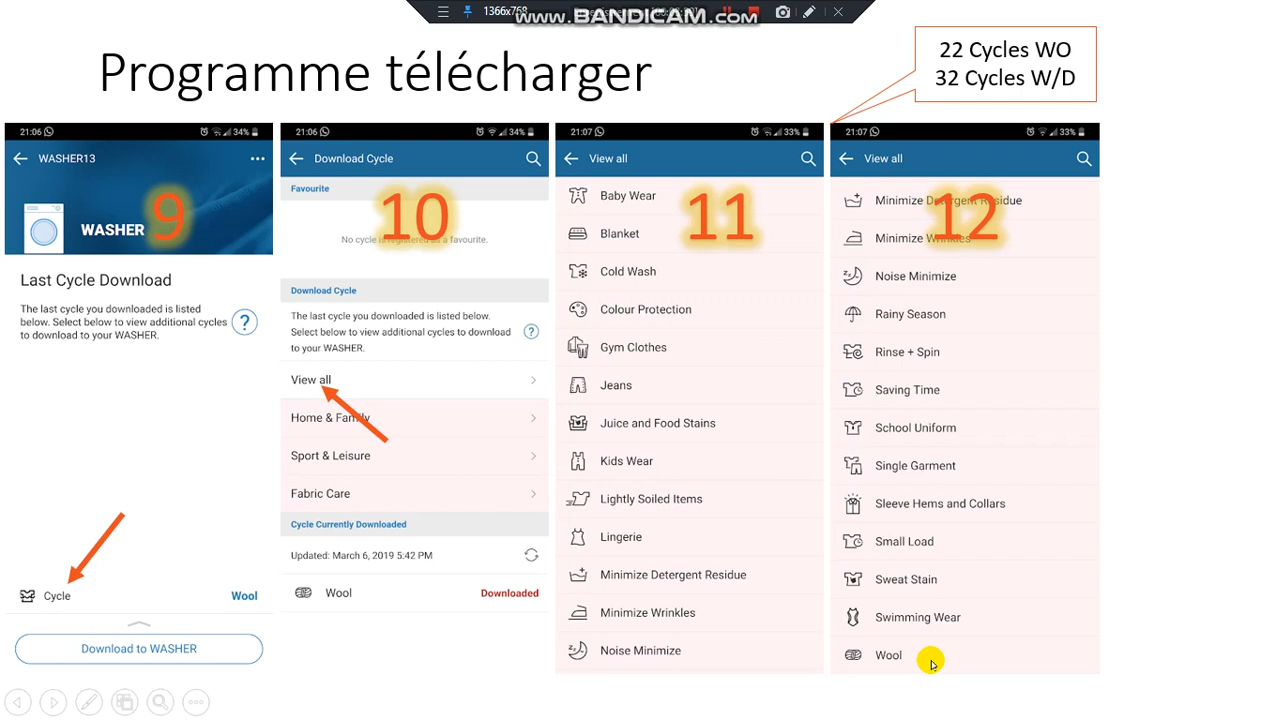 1366x768
www.BANDICAM.com
Programme télécharger
22 Cycles WO
32 Cycles W/D
21:06
34%
WASHER13
WASHER
9
Last Cycle Download
The last cycle you downloaded is listed
below. Select below to view additional cycles
to download to your WASHER.
?
Cycle
Wool
Download to WASHER
21:06
34%
Download Cycle
Favourite
10
No cycle is registered as a favourite.
Download Cycle
The last cycle you downloaded is listed below.
Select below to view additional cycles to download
to your WASHER.
?
View all
Home & Family
Sport & Leisure
Fabric Care
Cycle Currently Downloaded
Updated: March 6, 2019 5:42 PM
Wool
Downloaded
21:07
33%
View all
11
Baby Wear
Blanket
Cold Wash
Colour Protection
Gym Clothes
Jeans
Juice and Food Stains
Kids Wear
Lightly Soiled Items
Lingerie
Minimize Detergent Residue
Minimize Wrinkles
Noise Minimize
21:07
33%
View all
12
Minimize Detergent Residue
Minimize Wrinkles
Noise Minimize
Rainy Season
Rinse + Spin
Saving Time
School Uniform
Single Garment
Sleeve Hems and Collars
Small Load
Sweat Stain
Swimming Wear
Wool